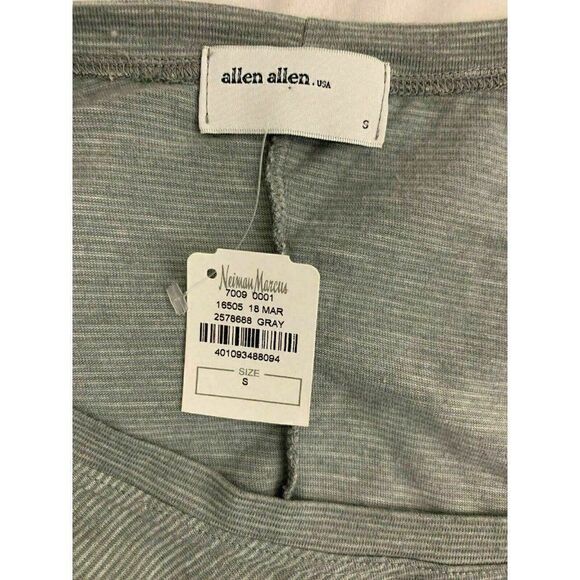 allen allen.USA
S
Neiman Marcus
7009 0001
16505 18 MAR
2578688 GRAY
401093488094
SIZE
S